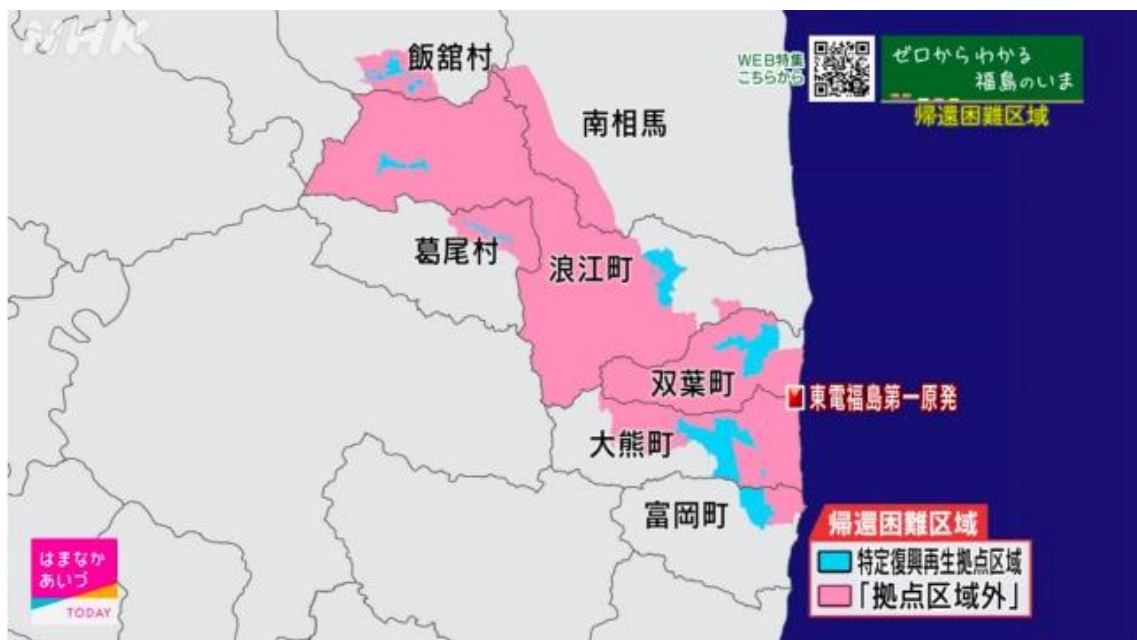 NHK
飯舘村
WEB特集
こちらから
ゼロからわかる
福島のいま
帰還困難区域
南相馬
葛尾村
浪江町
双葉町
東電福島第一原発
大熊町
富岡町
帰還困難区域
特定復興再生拠点区域
「拠点区域外」
はまなか
あいづ
TODAY